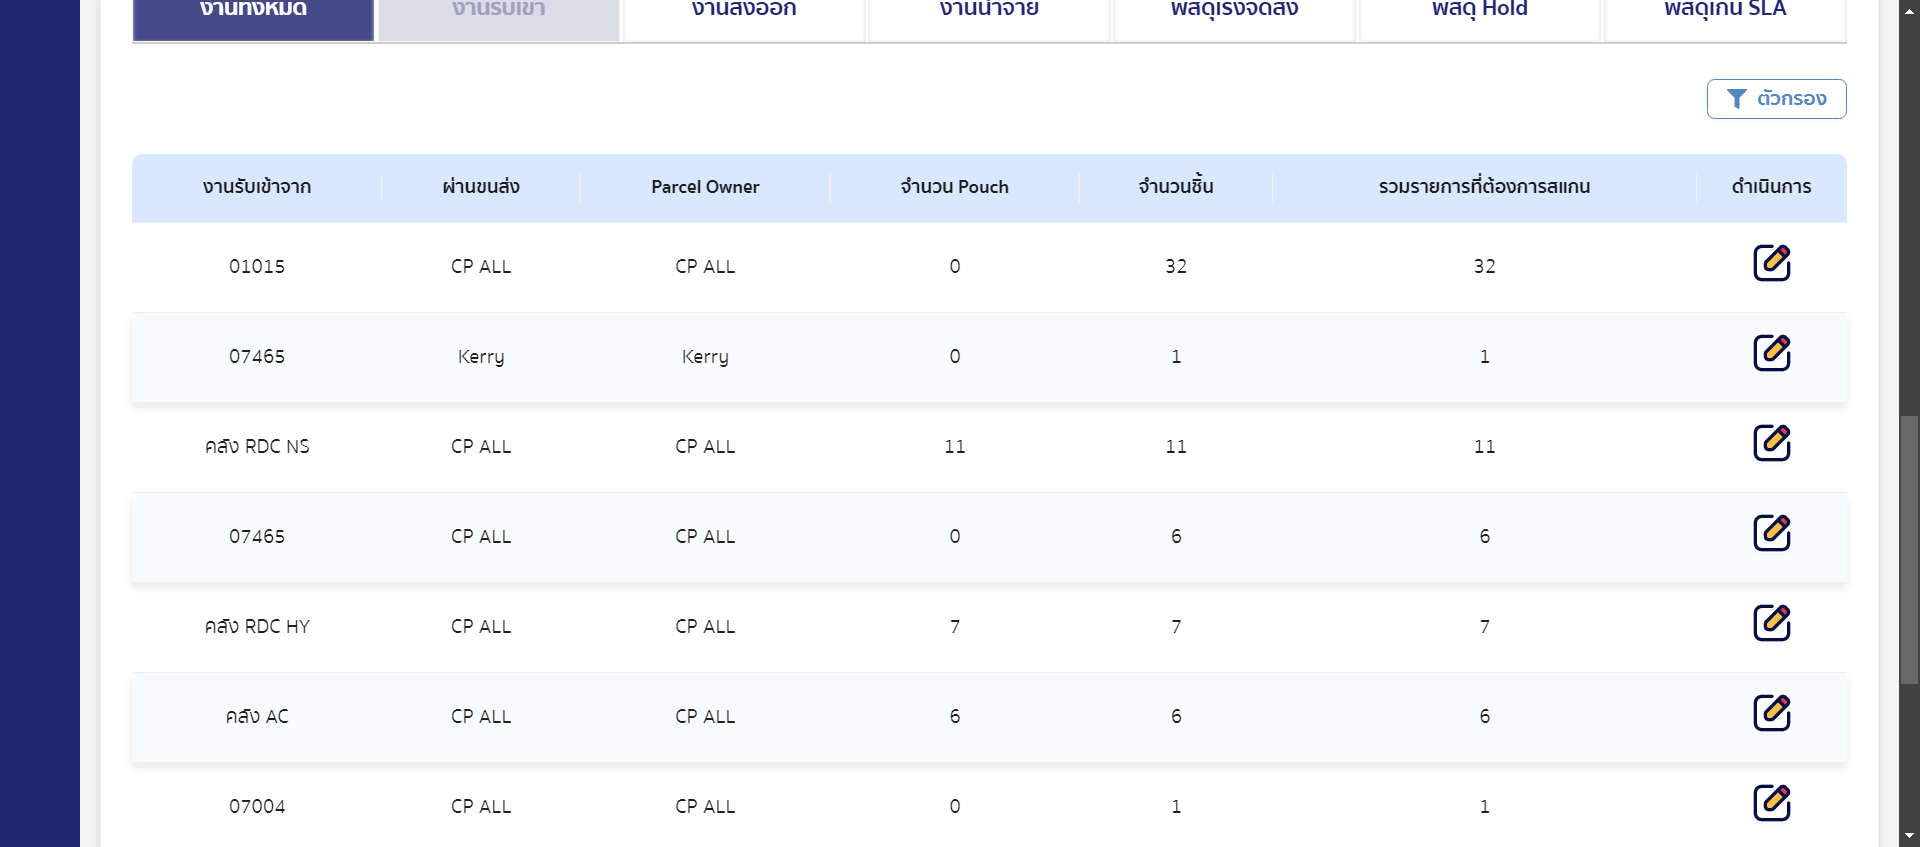 งานทั้งหมด งานรับเข้า งานส่งออก งานนำจ่าย พัสดุเร่งจัดส่ง พัสดุ Hold พัสดุเกิน SLA
ตัวกรอง
งานรับเข้าจาก ผ่านขนส่ง Parcel Owner จำนวน Pouch จำนวนชิ้น รวมรายการที่ต้องการสแกน ดำเนินการ
01015 CP ALL CP ALL 0 32 32
07465 Kerry Kerry 0 1 1
คลัง RDC NS CP ALL CP ALL 11 11 11
07465 CP ALL CP ALL 0 6 6
คลัง RDC HY CP ALL CP ALL 7 7 7
คลัง AC CP ALL CP ALL 6 6 6
07004 CP ALL CP ALL 0 1 1